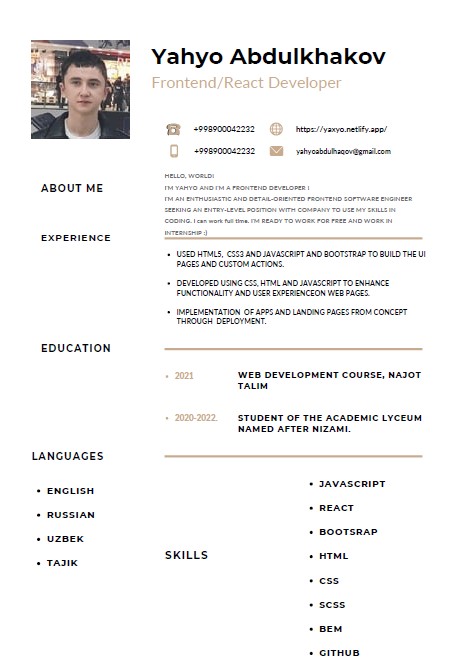 Yahyo Abdulkhakov
Frontend/React Developer
+998900042232
https://yaxyo.netlify.app/
+998900042232
yahyoabdulhaqov@gmail.com
ABOUT ME
HELLO, WORLD!
I'M YAHYO AND I'M A FRONTEND DEVELOPER !
I'M AN ENTHUSIASTIC AND DETAIL-ORIENTED FRONTEND SOFTWARE ENGINEER
SEEKING AN ENTRY-LEVEL POSITION WITH COMPANY TO USE MY SKILLS IN
CODING. I can work full time. I'M READY TO WORK FOR FREE AND WORK IN
INTERNSHIP :)
EXPERIENCE
• USED HTML5, CSS3 AND JAVASCRIPT AND BOOTSTRAP TO BUILD THE UI
PAGES AND CUSTOM ACTIONS.
• DEVELOPED USING CSS, HTML AND JAVASCRIPT TO ENHANCE
FUNCTIONALITY AND USER EXPERIENCEON WEB PAGES.
• IMPLEMENTATION OF APPS AND LANDING PAGES FROM CONCEPT
THROUGH DEPLOYMENT.
EDUCATION
• 2021
WEB DEVELOPMENT COURSE, NAJOT
TALIM
• 2020-2022.
STUDENT OF THE ACADEMIC LYCEUM
NAMED AFTER NIZAMI.
LANGUAGES
• ENGLISH
• RUSSIAN
• UZBEK
• TAJIK
SKILLS
• JAVASCRIPT
• REACT
• BOOTSRAP
• HTML
• CSS
• SCSS
• BEM
• GITHUB